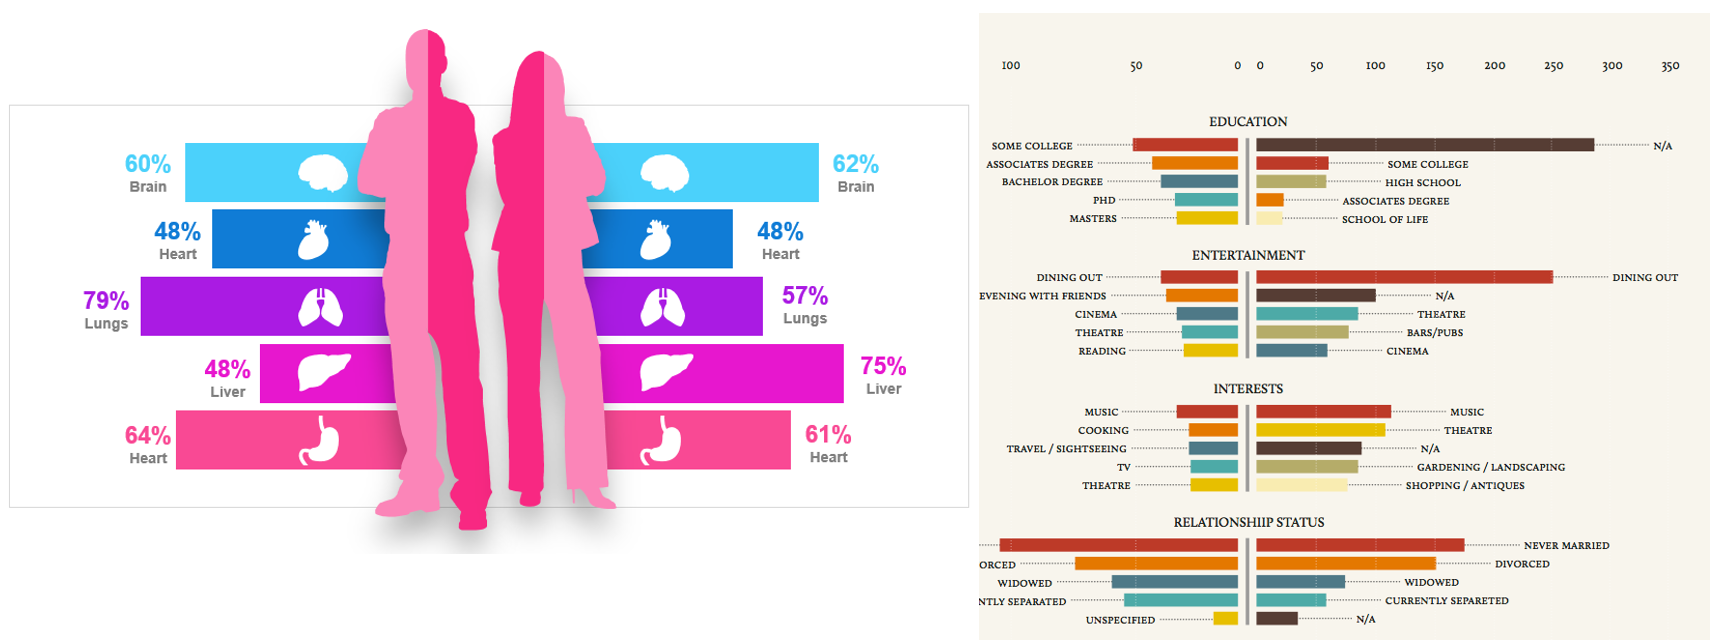 60%
Brain
48%
Heart
79%
Lungs
48%
Liver
64%
Heart
62%
Brain
48%
Heart
57%
Lungs
75%
Liver
61%
Heart
100 50 0 0 50 100 150 200 250 300 350
EDUCATION
SOME COLLEGE N/A
ASSOCIATES DEGREE SOME COLLEGE
BACHELOR DEGREE HIGH SCHOOL
PHD ASSOCIATES DEGREE
MASTERS SCHOOL OF LIFE
ENTERTAINMENT
DINING OUT DINING OUT
EVENING WITH FRIENDS N/A
CINEMA THEATRE
THEATRE BARS/PUBS
READING CINEMA
INTERESTS
MUSIC MUSIC
COOKING THEATRE
TRAVEL / SIGHTSEEING N/A
TV GARDENING / LANDSCAPING
THEATRE SHOPPING / ANTIQUES
RELATIONSHIIP STATUS
NEVER MARRIED
ORCED DIVORCED
WIDOWED WIDOWED
NTLY SEPARATED CURRENTLY SEPARETED
UNSPECIFIED N/A